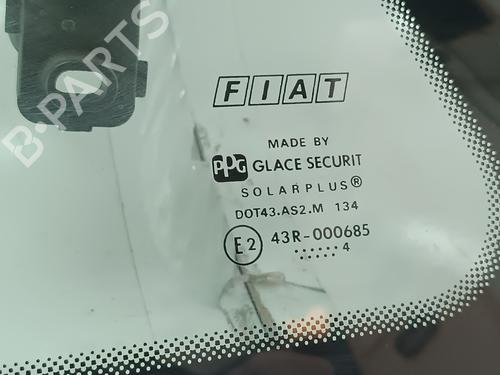 B-PARTS
FIAT
MADE BY
PPG GLACE SECURIT
SOLARPLUS®
DOT43.AS2.M 134
E2 43R-000685
...... 4